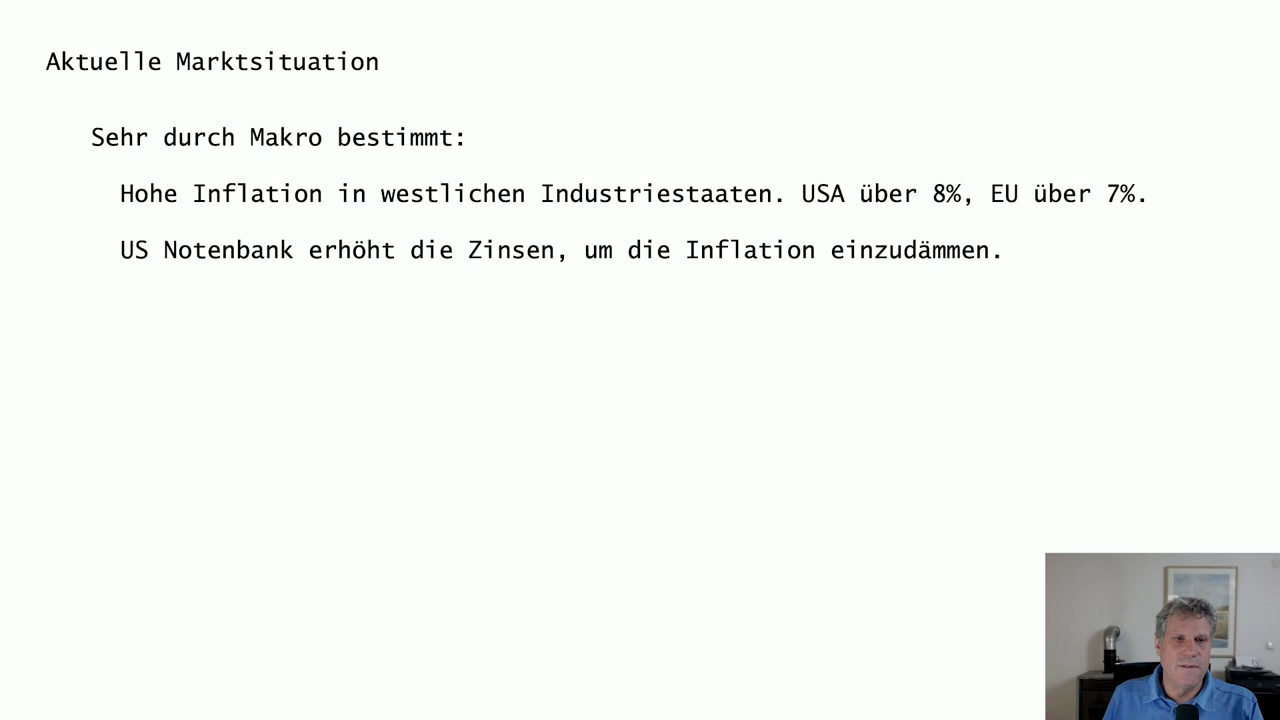 Aktuelle Marktsituation
Sehr durch Makro bestimmt:
Hohe Inflation in westlichen Industriestaaten. USA über 8%, EU über 7%.
US Notenbank erhöht die Zinsen, um die Inflation einzudämmen.